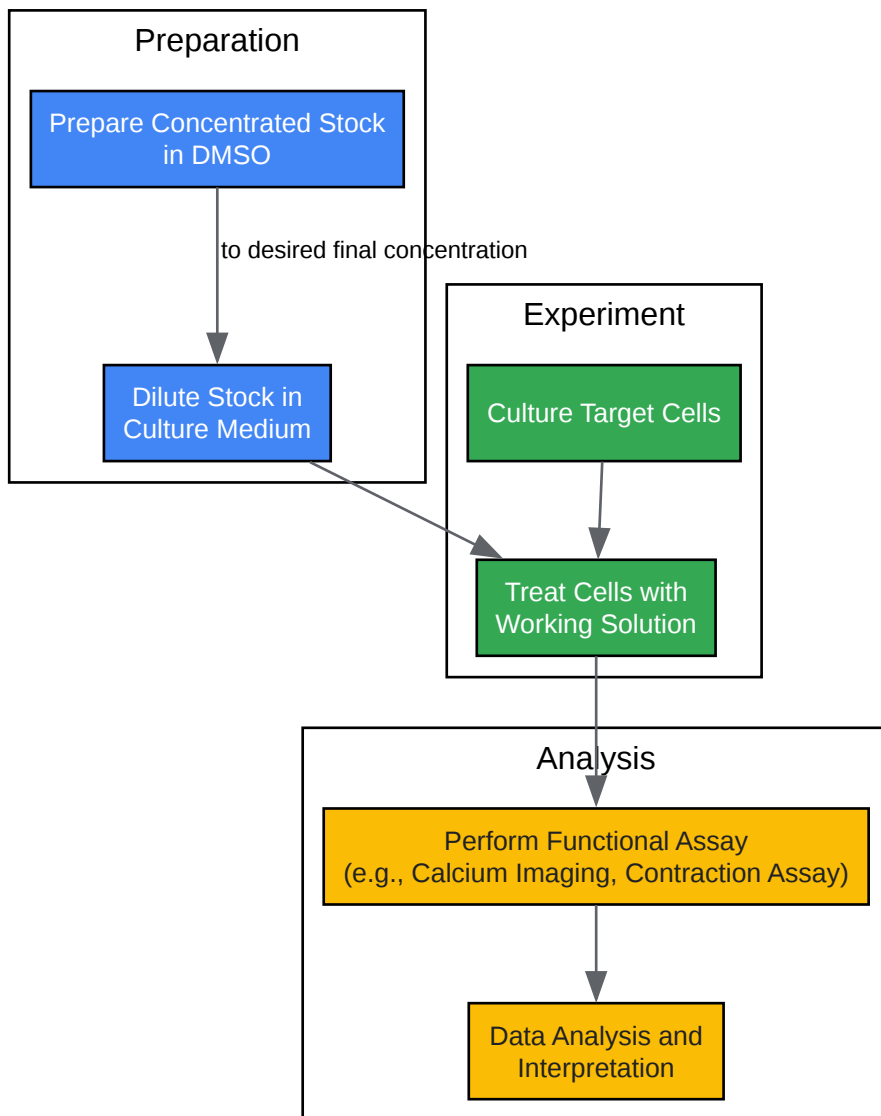 Preparation
Prepare Concentrated Stock
in DMSO
to desired final concentration
Dilute Stock in
Culture Medium
Experiment
Culture Target Cells
Treat Cells with
Working Solution
Analysis
Perform Functional Assay
(e.g., Calcium Imaging, Contraction Assay)
Data Analysis and
Interpretation